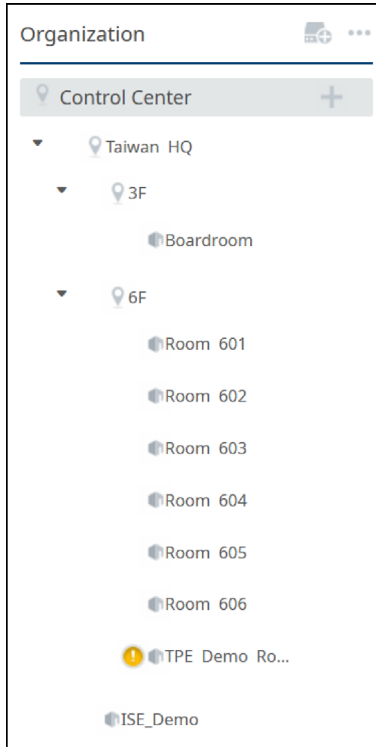 Organization
Control Center
Taiwan HQ
3F
Boardroom
6F
Room 601
Room 602
Room 603
Room 604
Room 605
Room 606
TPE Demo Ro...
ISE_Demo